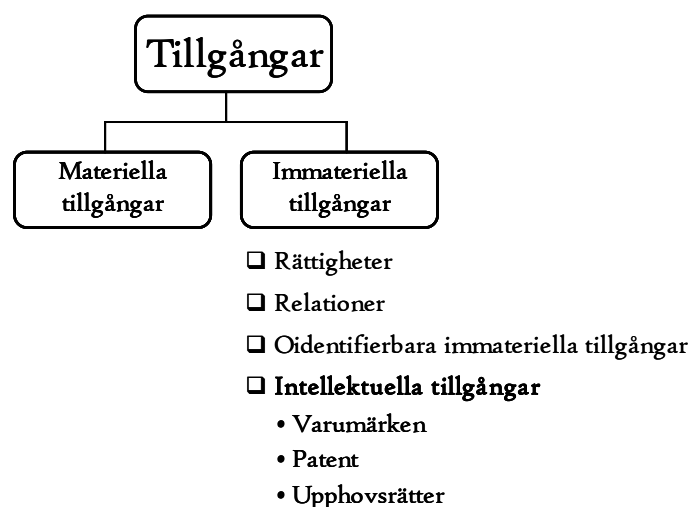 Tillgångar
Materiella
tillgångar
Immateriella
tillgångar
❑ Rättigheter
❑ Relationer
❑ Oidentifierbara immateriella tillgångar
❑ Intellektuella tillgångar
• Varumärken
• Patent
• Upphovsrätter